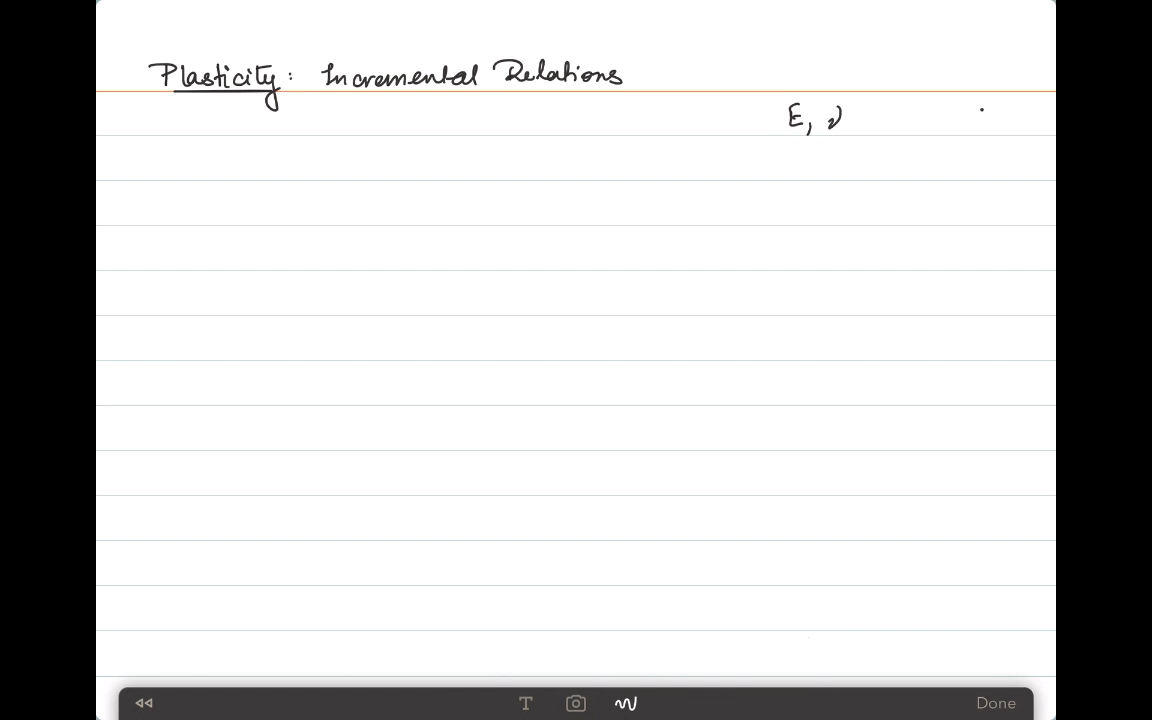 Plasticity: Incremental Relations
E, ν
T
Done